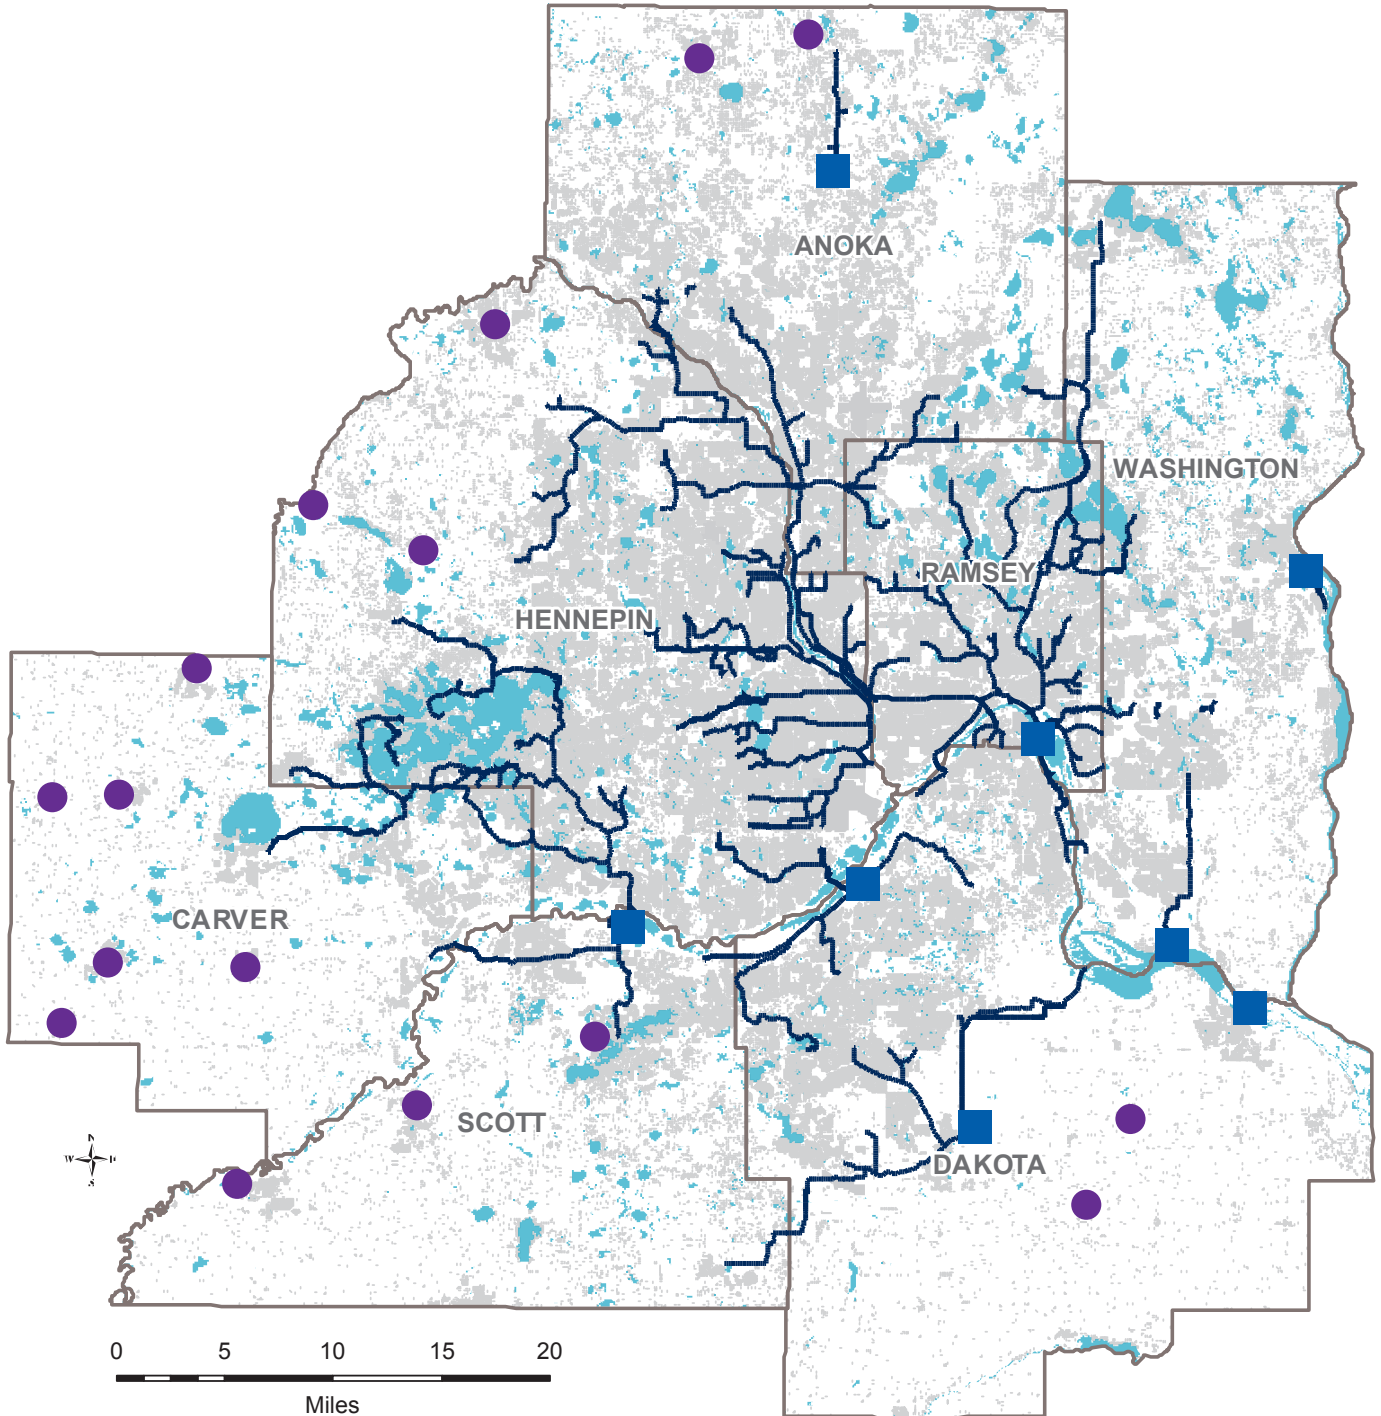 ANOKA
WASHINGTON
RAMSEY
HENNEPIN
CARVER
SCOTT
N
W
S
DAKOTA
0 5 10 15 20
Miles